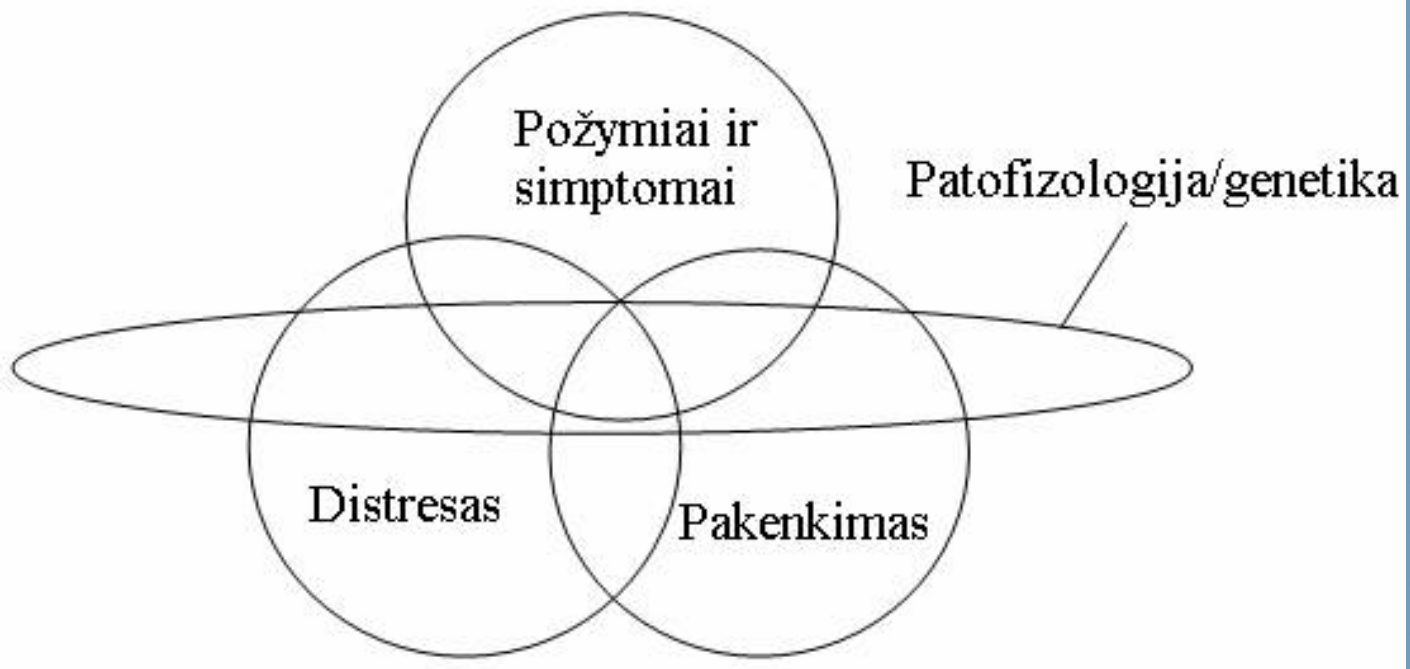 Požymiai ir
simptomai
Patofizologija/genetika
Distresas
Pakenkimas